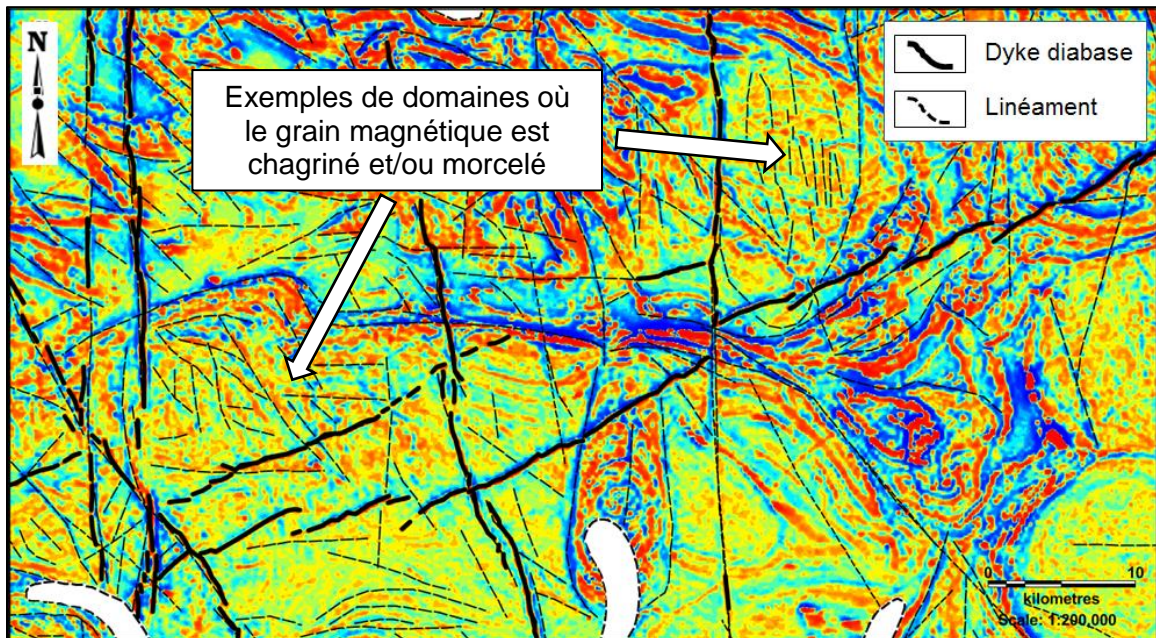 N
Exemples de domaines où
le grain magnétique est
chagriné et/ou morcelé
Dyke diabase
Linéament
0 10
kilometres
Scale: 1:200,000